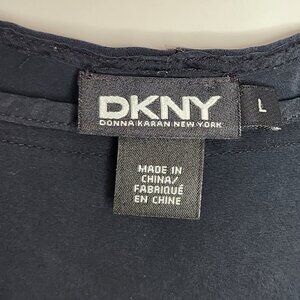 DKNY
DONNA KARAN NEW YORK
L
MADE IN
CHINA/
FABRIQUÉ
EN CHINE